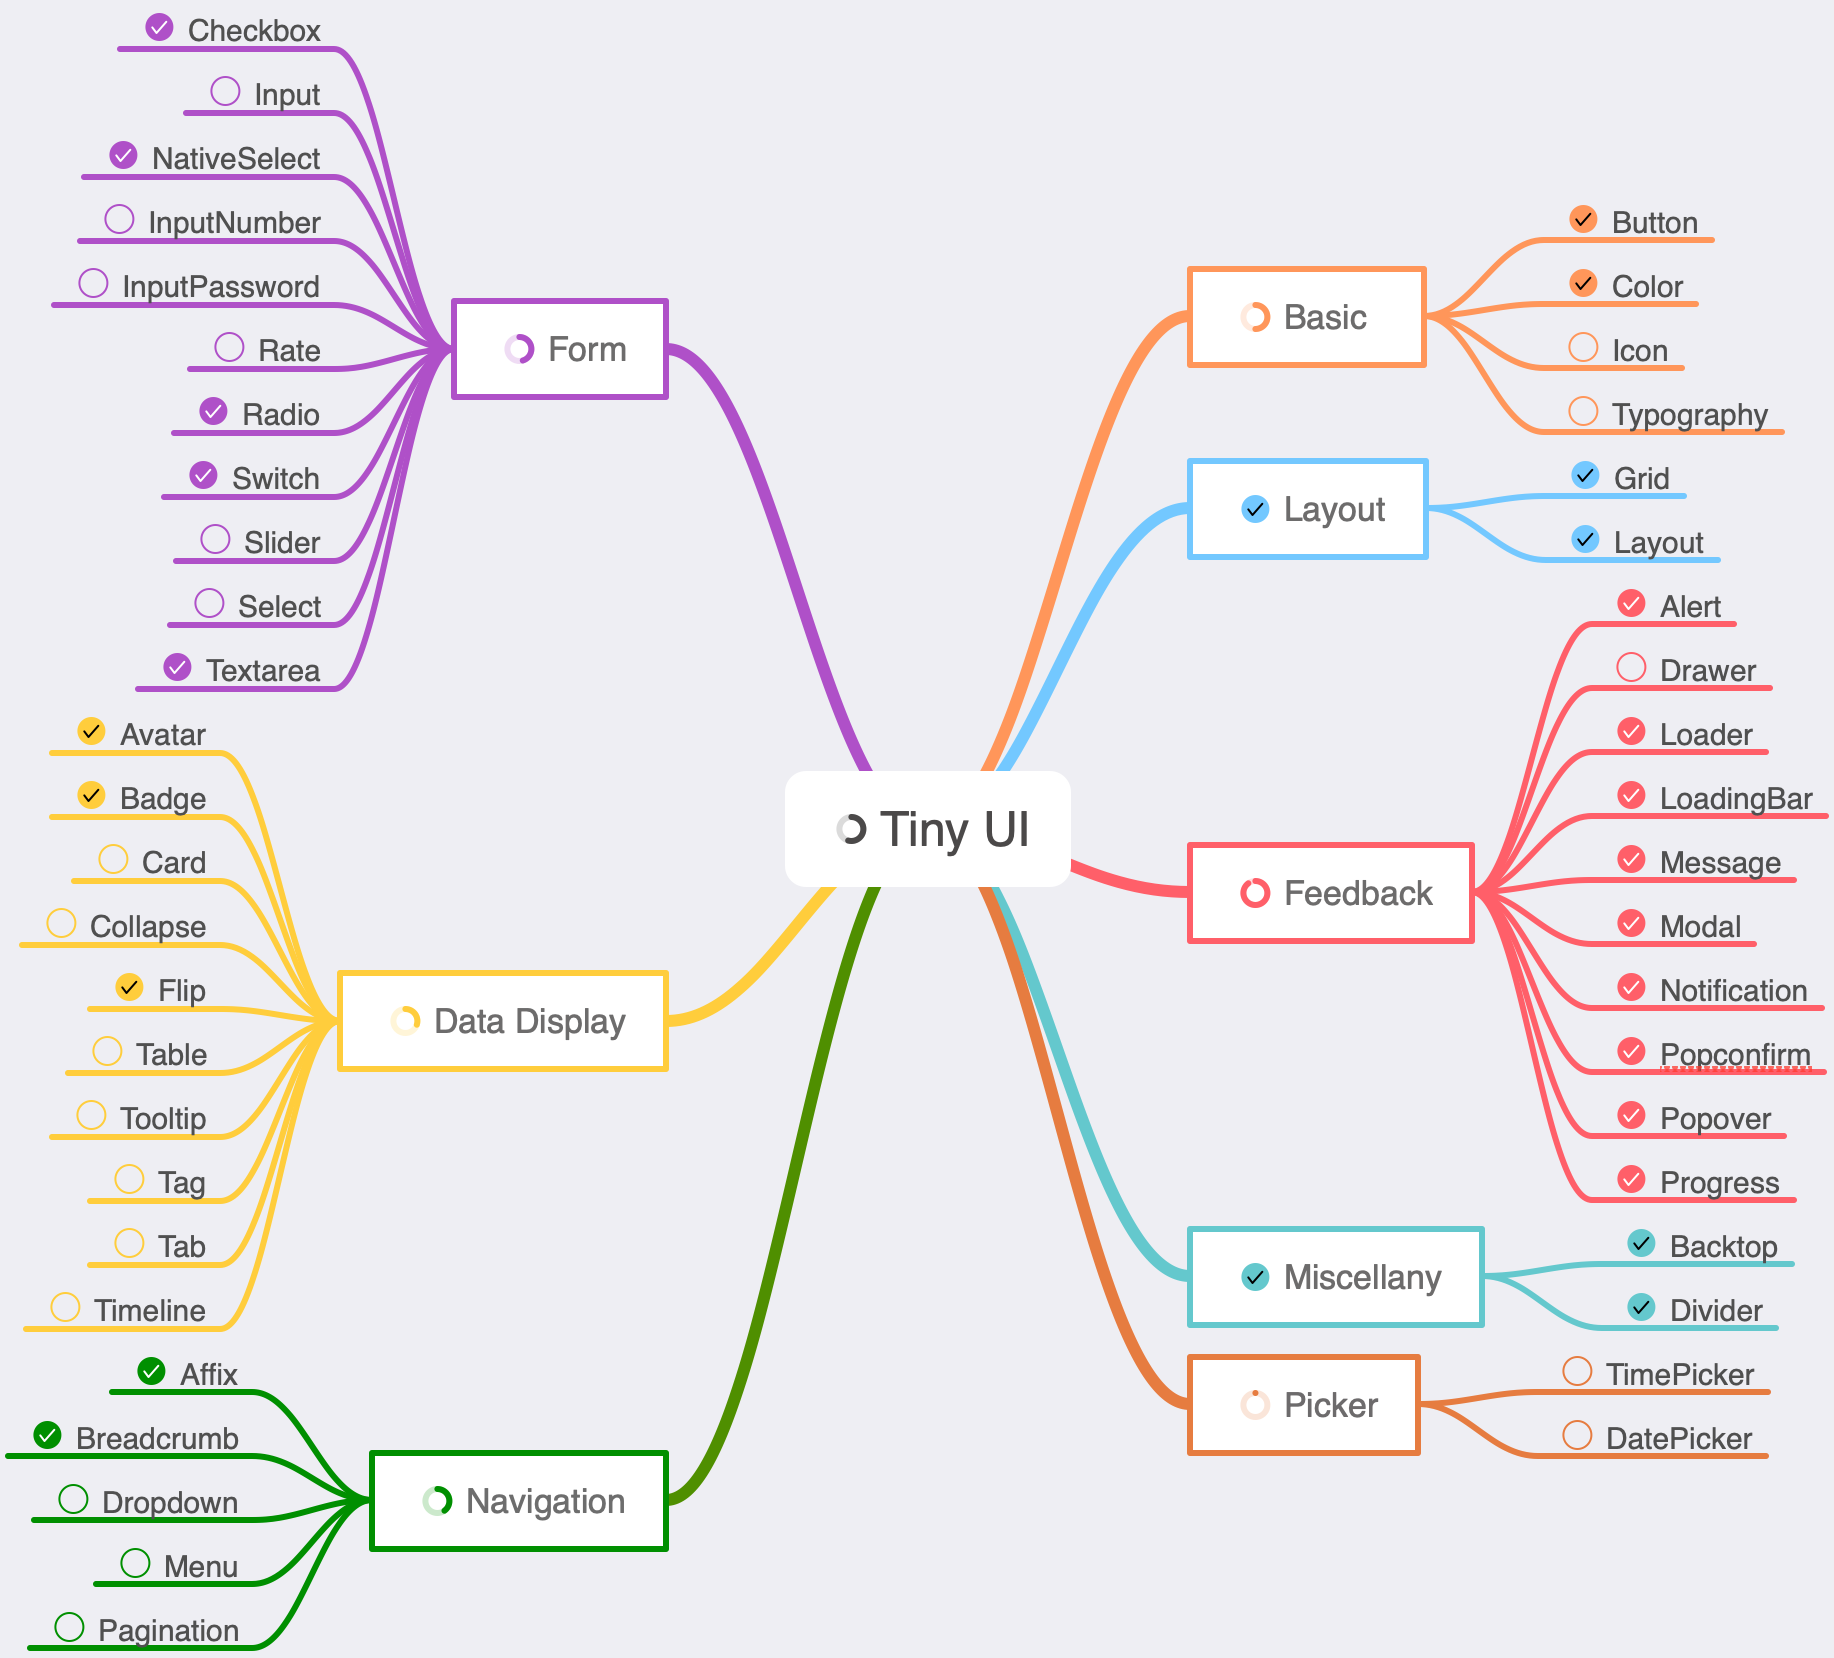 Tiny UI
Form
Checkbox
Input
NativeSelect
InputNumber
InputPassword
Rate
Radio
Switch
Slider
Select
Textarea
Data Display
Avatar
Badge
Card
Collapse
Flip
Table
Tooltip
Tag
Tab
Timeline
Navigation
Affix
Breadcrumb
Dropdown
Menu
Pagination
Basic
Button
Color
Icon
Typography
Layout
Grid
Layout
Feedback
Alert
Drawer
Loader
LoadingBar
Message
Modal
Notification
Popconfirm
Popover
Progress
Miscellany
Backtop
Divider
Picker
TimePicker
DatePicker